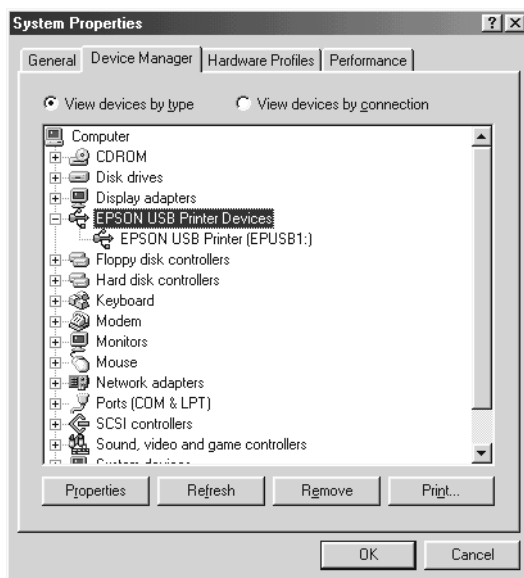 System Properties
General Device Manager Hardware Profiles Performance
View devices by type View devices by connection
Computer
CDROM
Disk drives
Display adapters
EPSON USB Printer Devices
EPSON USB Printer (EPUSB1:)
Floppy disk controllers
Hard disk controllers
Keyboard
Modem
Monitors
Mouse
Network adapters
Ports (COM & LPT)
SCSI controllers
Sound, video and game controllers
Properties Refresh Remove Print...
OK Cancel